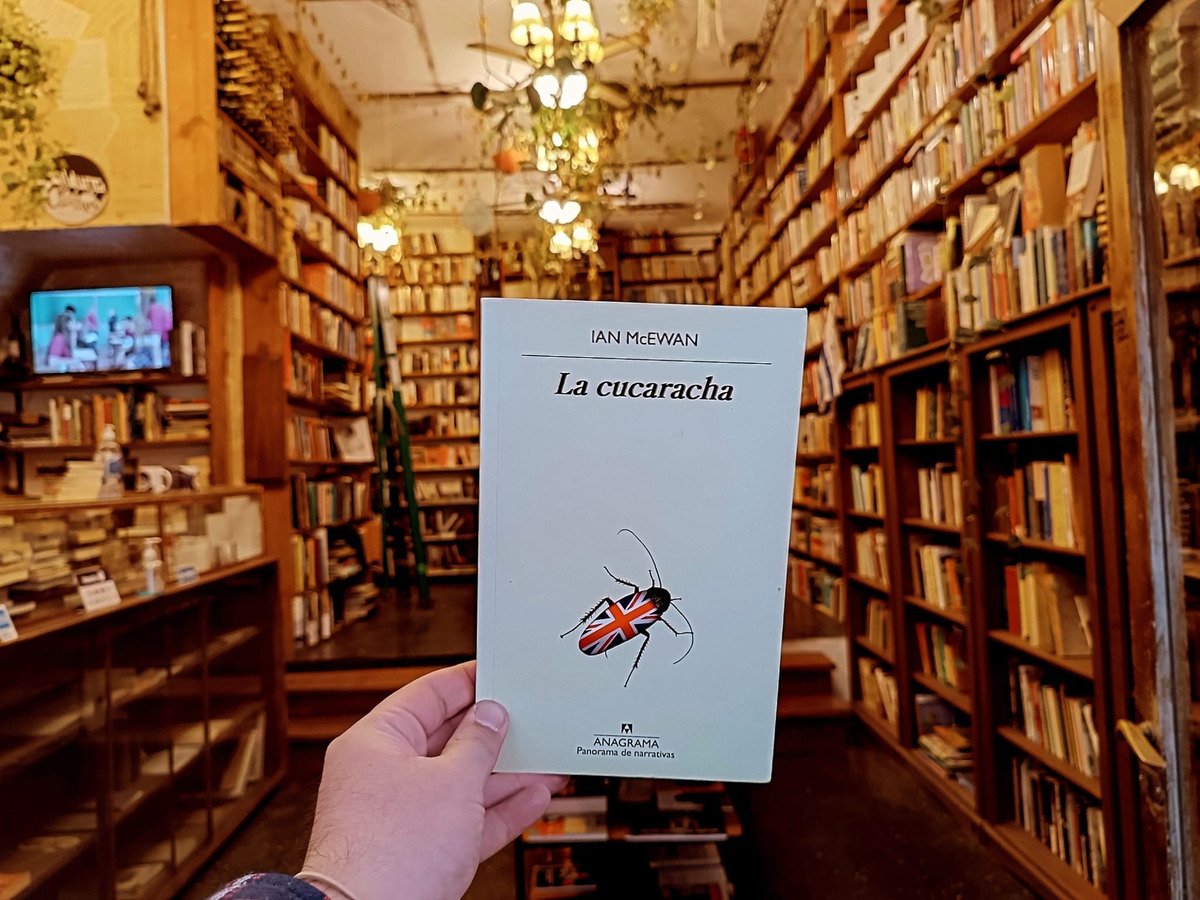 IAN McEWAN
La cucaracha
ANAGRAMA
Panorama de narrativas